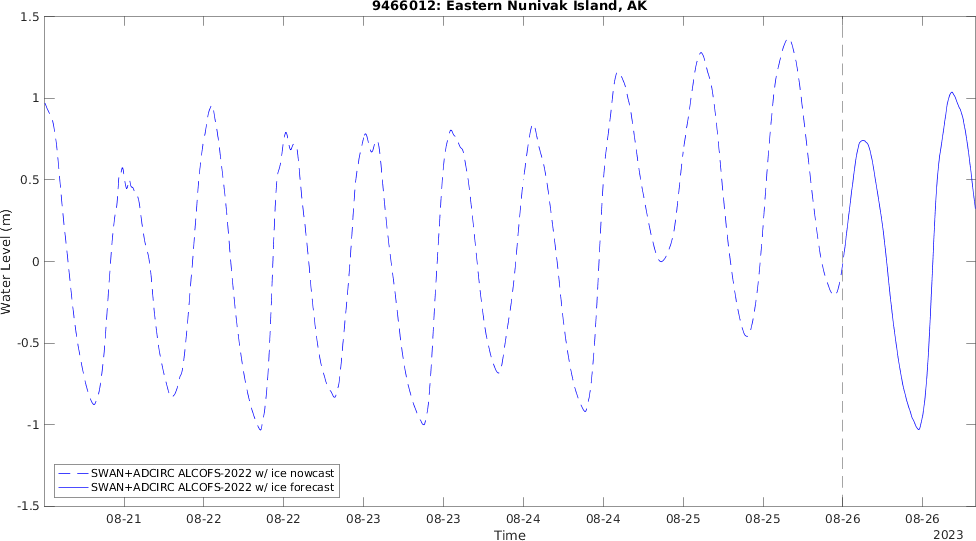 9466012: Eastern Nunivak Island, AK
1.5
1
0.5
0
-0.5
-1
-1.5
Water Level (m)
SWAN+ADCIRC ALCOFS-2022 w/ ice nowcast
SWAN+ADCIRC ALCOFS-2022 w/ ice forecast
08-21 08-22 08-22 08-23 08-23 08-24 08-24 08-25 08-25 08-26 08-26
Time
2023